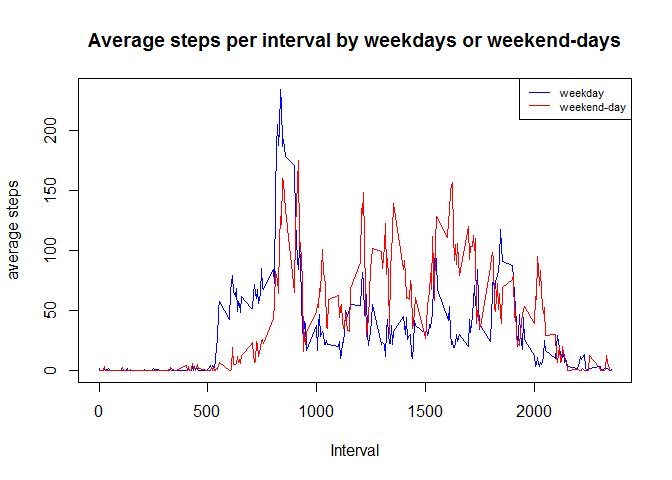 Average steps per interval by weekdays or weekend-days
weekday
weekend-day
average steps
200
150
100
50
0
0 500 1000 1500 2000
Interval